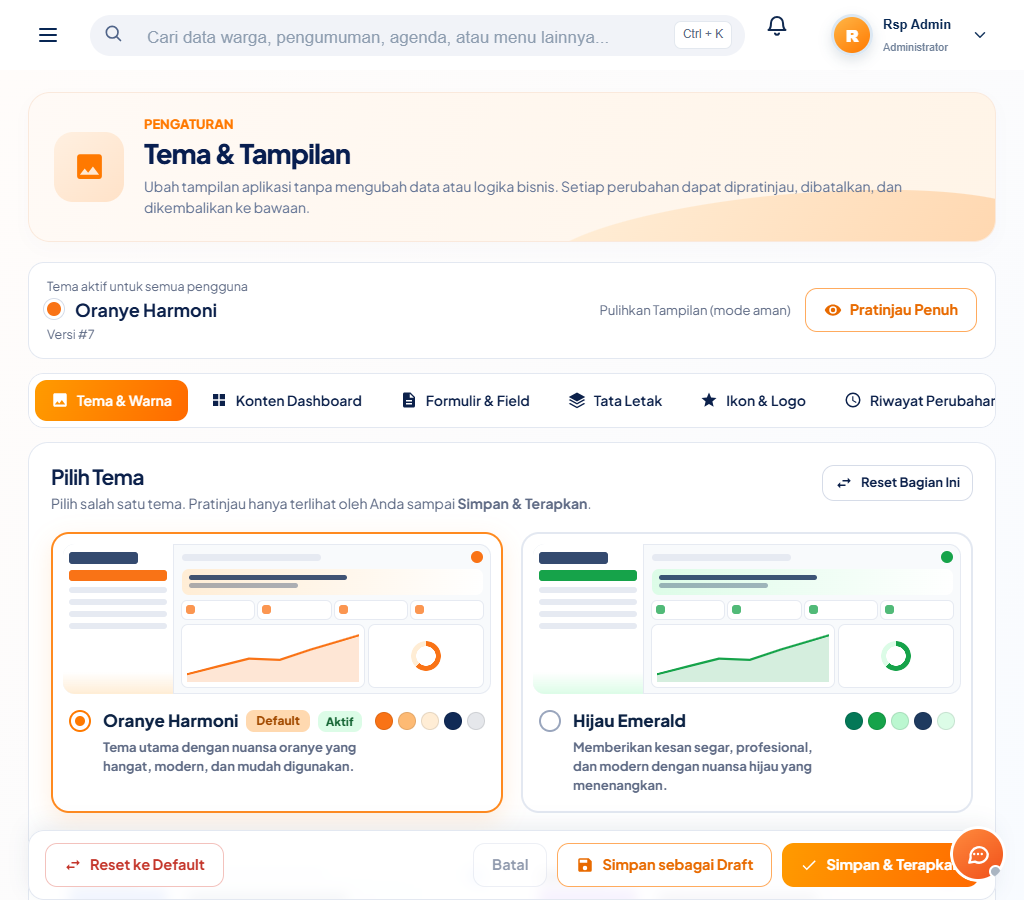 Cari data warga, pengumuman, agenda, atau menu lainnya...
Ctrl + K
R
Rsp Admin
Administrator
PENGATURAN
Tema & Tampilan
Ubah tampilan aplikasi tanpa mengubah data atau logika bisnis. Setiap perubahan dapat dipratinjau, dibatalkan, dan
dikembalikan ke bawaan.
Tema aktif untuk semua pengguna
Oranye Harmoni
Versi #7
Pulihkan Tampilan (mode aman)
Pratinjau Penuh
Tema & Warna
Konten Dashboard
Formulir & Field
Tata Letak
Ikon & Logo
Riwayat Perubahan
Pilih Tema
Pilih salah satu tema. Pratinjau hanya terlihat oleh Anda sampai Simpan & Terapkan.
Reset Bagian Ini
Oranye Harmoni
Default
Aktif
Tema utama dengan nuansa oranye yang
hangat, modern, dan mudah digunakan.
Hijau Emerald
Memberikan kesan segar, profesional,
dan modern dengan nuansa hijau yang
menenangkan.
Reset ke Default
Batal
Simpan sebagai Draft
Simpan & Terapka